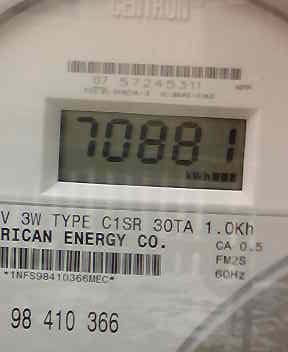 CENTRON
07 57245311
70881
kWh
V 3W TYPE C1SR 30TA 1.0Kh
RICAN ENERGY CO.
CA 0.5
FM2S
60HZ
*1NFS98410366MEC*
98 410 366